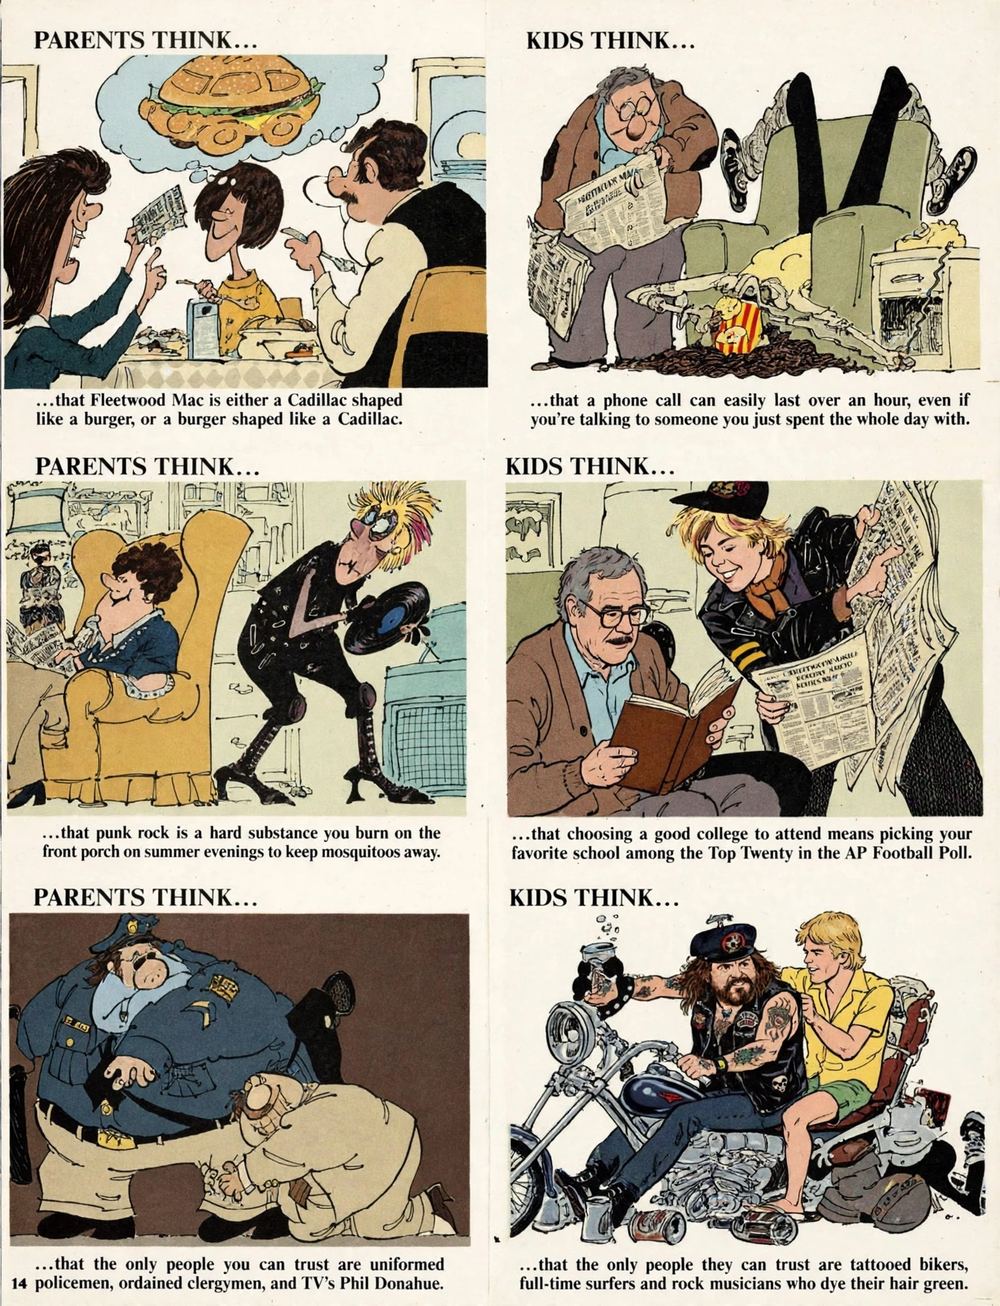 PARENTS THINK...
...that Fleetwood Mac is either a Cadillac shaped
like a burger, or a burger shaped like a Cadillac.
KIDS THINK...
...that a phone call can easily last over an hour, even if
you're talking to someone you just spent the whole day with.
PARENTS THINK...
...that punk rock is a hard substance you burn on the
front porch on summer evenings to keep mosquitoos away.
KIDS THINK...
...that choosing a good college to attend means picking your
favorite school among the Top Twenty in the AP Football Poll.
PARENTS THINK...
...that the only people you can trust are uniformed
policemen, ordained clergymen, and TV's Phil Donahue.
KIDS THINK...
...that the only people they can trust are tattooed bikers,
full-time surfers and rock musicians who dye their hair green.
14